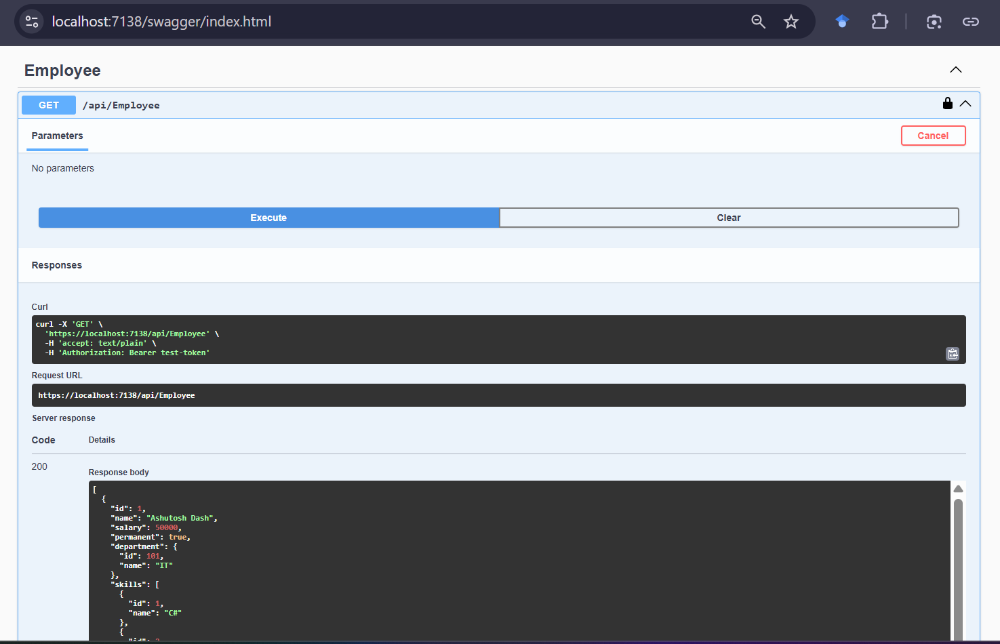 localhost:7138/swagger/index.html
Employee
GET /api/Employee
Parameters
Cancel
No parameters
Execute
Clear
Responses
Curl
curl -X 'GET' \
  'https://localhost:7138/api/Employee' \
  -H 'accept: text/plain' \
  -H 'Authorization: Bearer test-token'
Request URL
https://localhost:7138/api/Employee
Server response
Code Details
200
Response body
[
  {
    "id": 1,
    "name": "Ashutosh Dash",
    "salary": 50000,
    "permanent": true,
    "department": {
      "id": 101,
      "name": "IT"
    },
    "skills": [
      {
        "id": 1,
        "name": "C#"
      },
      {